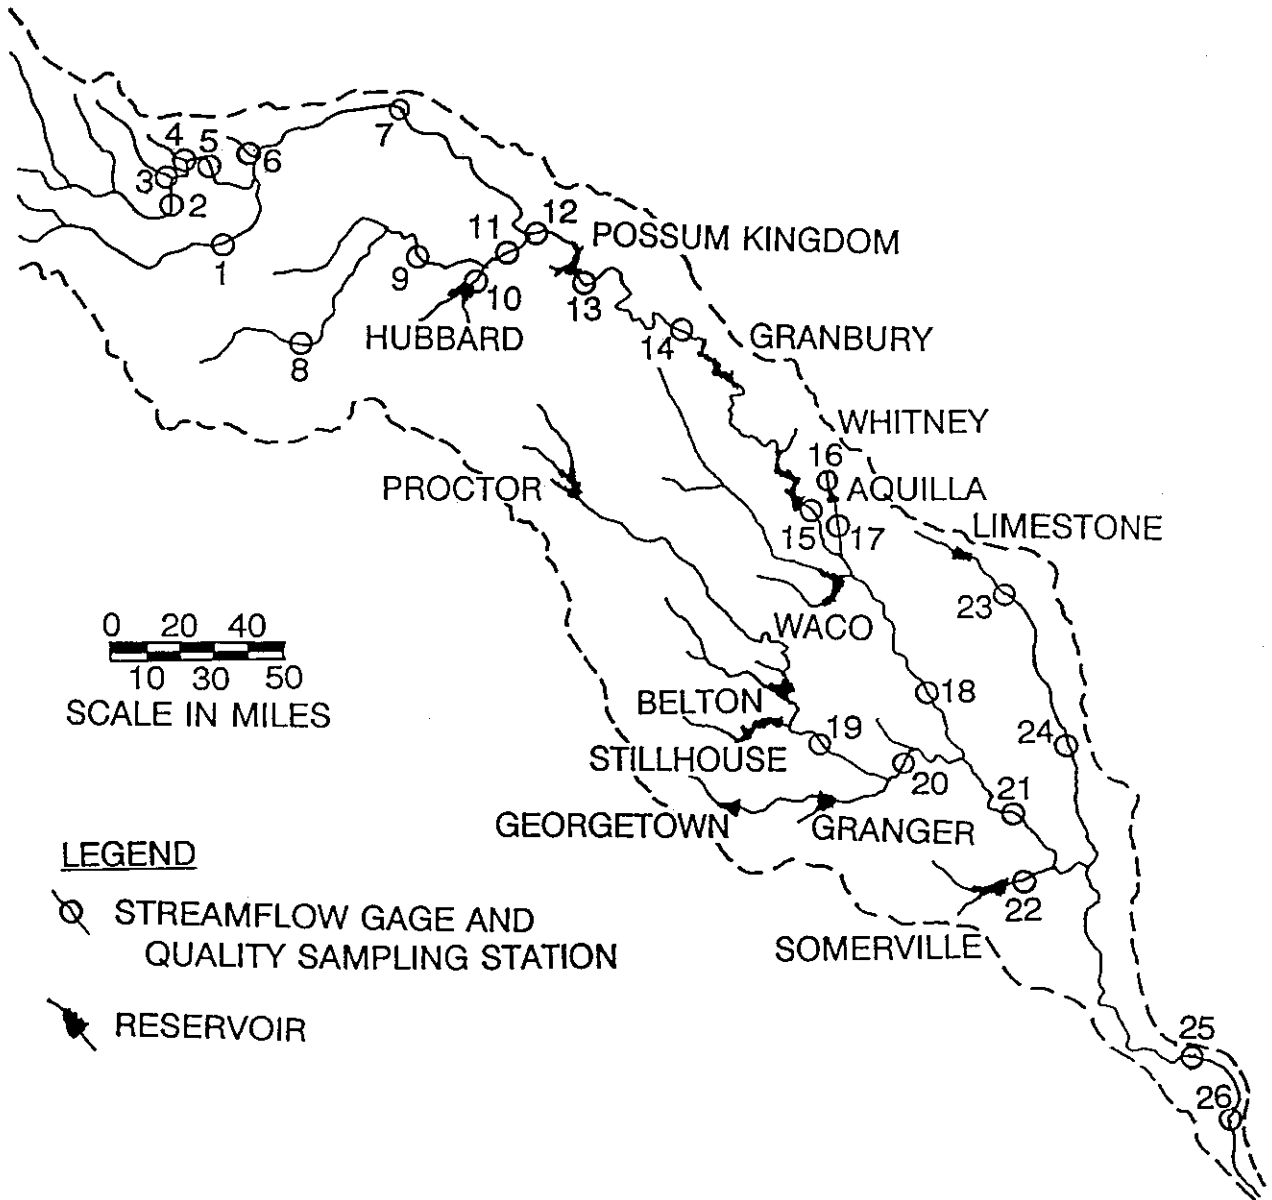 4 5
7
6
3
2
1
12
11
POSSUM KINGDOM
9
10
13
HUBBARD
8
14
GRANBURY
WHITNEY
16
PROCTOR
AQUILLA
15 17
LIMESTONE
23
WACO
0 20 40
10 30 50
SCALE IN MILES
18
BELTON
19
24
STILLHOUSE
20
21
GEORGETOWN
GRANGER
22
SOMERVILLE
LEGEND
STREAMFLOW GAGE AND
QUALITY SAMPLING STATION
RESERVOIR
25
26